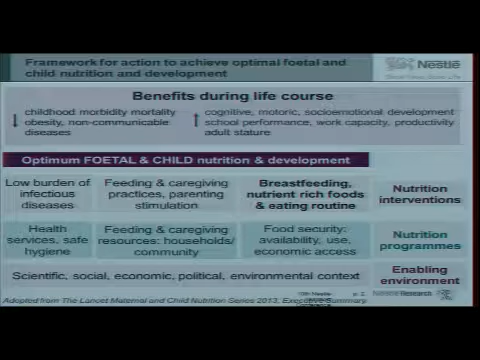 Framework for action to achieve optimal foetal and
child nutrition and development
Nestlé
Benefits during life course
↓ childhood morbidity mortality
obesity, non-communicable
diseases
↑ cognitive, motoric, socioemotional development
school performance, work capacity, productivity
adult stature
Optimum FOETAL & CHILD nutrition & development
Low burden of
infectious
diseases
Feeding & caregiving
practices, parenting
stimulation
Breastfeeding,
nutrient rich foods
& eating routine
Nutrition
interventions
Health
services, safe
hygiene
Feeding & caregiving
resources: households/
community
Food security:
availability, use,
economic access
Nutrition
programmes
Scientific, social, economic, political, environmental context
Enabling
environment
Adopted from The Lancet Maternal and Child Nutrition Series 2013, Executive Summary
Research